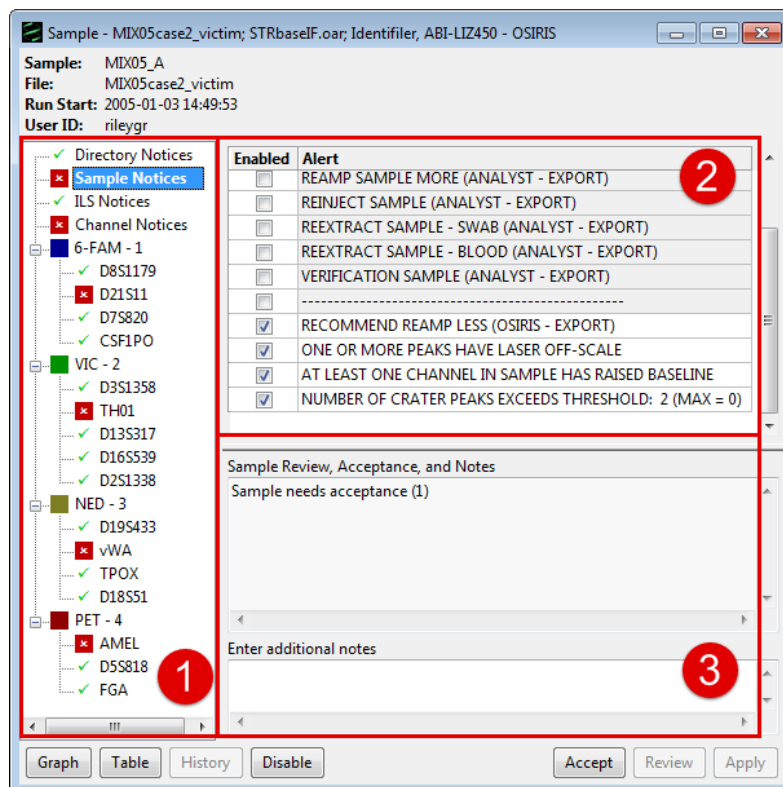 Sample - MIX05case2_victim; STRbaseIF.oar; Identifiler, ABI-LIZ450 - OSIRIS
Sample: MIX05_A
File: MIX05case2_victim
Run Start: 2005-01-03 14:49:53
User ID: rileygr
Directory Notices
Sample Notices
ILS Notices
Channel Notices
6-FAM - 1
D8S1179
D21S11
D7S820
CSF1PO
VIC - 2
D3S1358
TH01
D13S317
D16S539
D2S1338
NED - 3
D19S433
vWA
TPOX
D18S51
PET - 4
AMEL
D5S818
FGA
1
Enabled Alert
2
REAMP SAMPLE MORE (ANALYST - EXPORT)
REINJECT SAMPLE (ANALYST - EXPORT)
REEXTRACT SAMPLE - SWAB (ANALYST - EXPORT)
REEXTRACT SAMPLE - BLOOD (ANALYST - EXPORT)
VERIFICATION SAMPLE (ANALYST - EXPORT)
--------------------------------------------------
RECOMMEND REAMP LESS (OSIRIS - EXPORT)
ONE OR MORE PEAKS HAVE LASER OFF-SCALE
AT LEAST ONE CHANNEL IN SAMPLE HAS RAISED BASELINE
NUMBER OF CRATER PEAKS EXCEEDS THRESHOLD: 2 (MAX = 0)
Sample Review, Acceptance, and Notes
Sample needs acceptance (1)
Enter additional notes
3
Graph Table History Disable Accept Review Apply